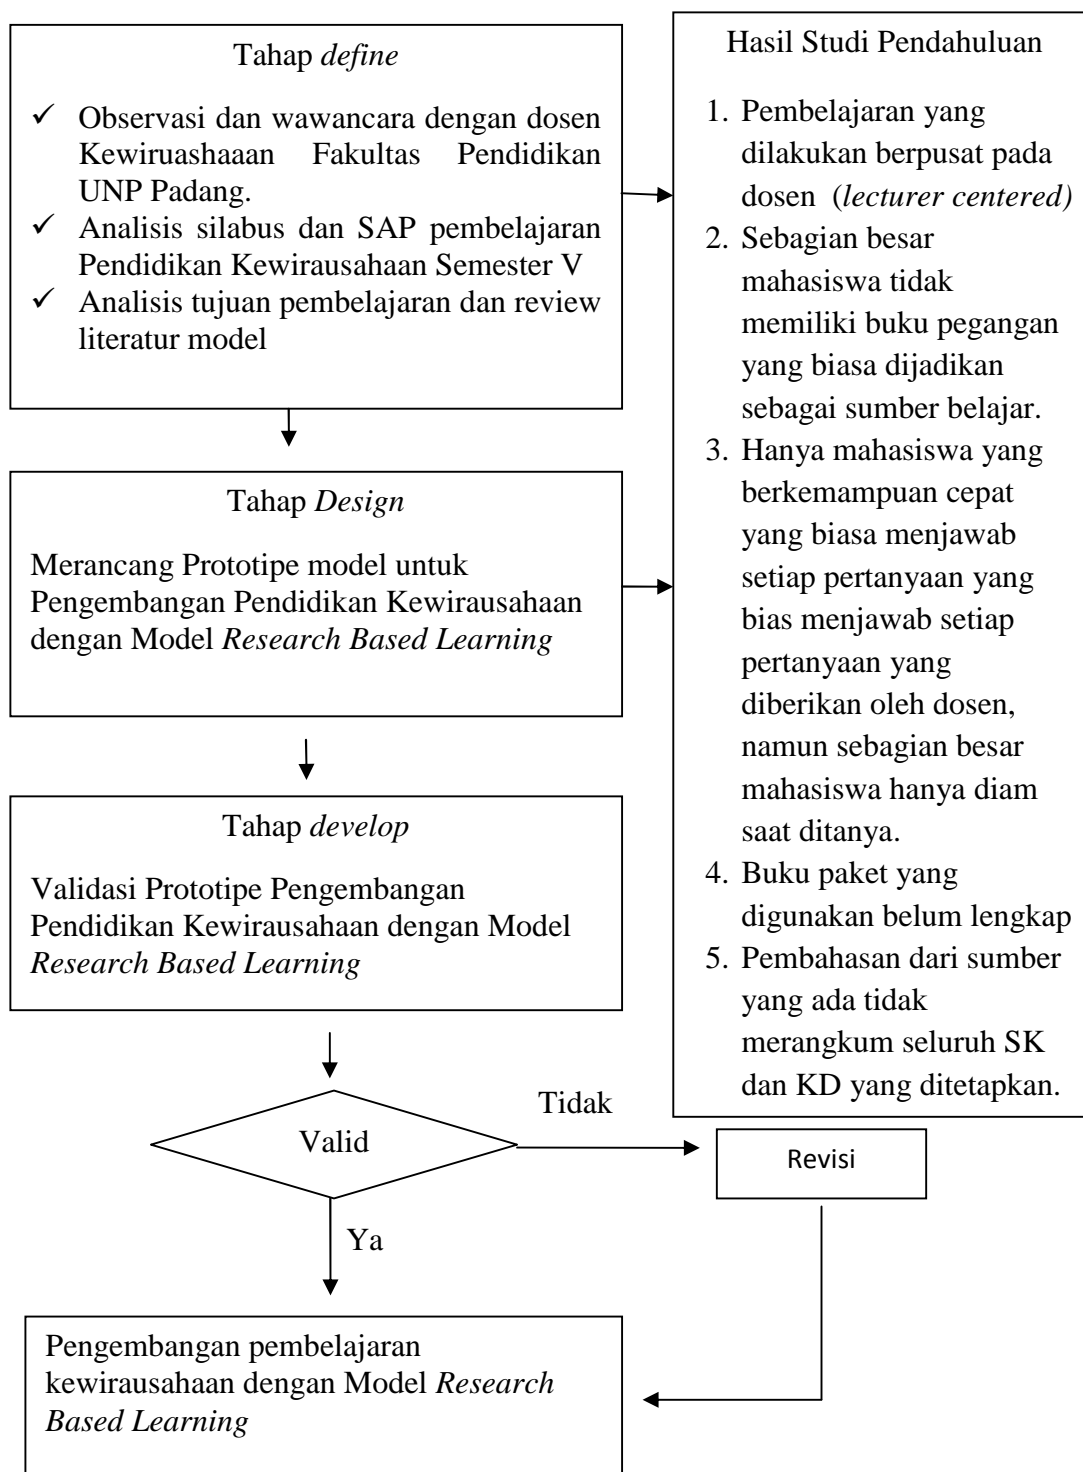 Tahap define
✓ Observasi dan wawancara dengan dosen
Kewiruashaaan Fakultas Pendidikan
UNP Padang.
✓ Analisis silabus dan SAP pembelajaran
Pendidikan Kewirausahaan Semester V
✓ Analisis tujuan pembelajaran dan review
literatur model
Hasil Studi Pendahuluan
1. Pembelajaran yang
dilakukan berpusat pada
dosen (lecturer centered)
2. Sebagian besar
mahasiswa tidak
memiliki buku pegangan
yang biasa dijadikan
sebagai sumber belajar.
3. Hanya mahasiswa yang
berkemampuan cepat
yang biasa menjawab
setiap pertanyaan yang
bias menjawab setiap
pertanyaan yang
diberikan oleh dosen,
namun sebagian besar
mahasiswa hanya diam
saat ditanya.
4. Buku paket yang
digunakan belum lengkap
5. Pembahasan dari sumber
yang ada tidak
merangkum seluruh SK
dan KD yang ditetapkan.
Tahap Design
Merancang Prototipe model untuk
Pengembangan Pendidikan Kewirausahaan
dengan Model Research Based Learning
Tahap develop
Validasi Prototipe Pengembangan
Pendidikan Kewirausahaan dengan Model
Research Based Learning
Valid
Tidak
Revisi
Ya
Pengembangan pembelajaran
kewirausahaan dengan Model Research
Based Learning